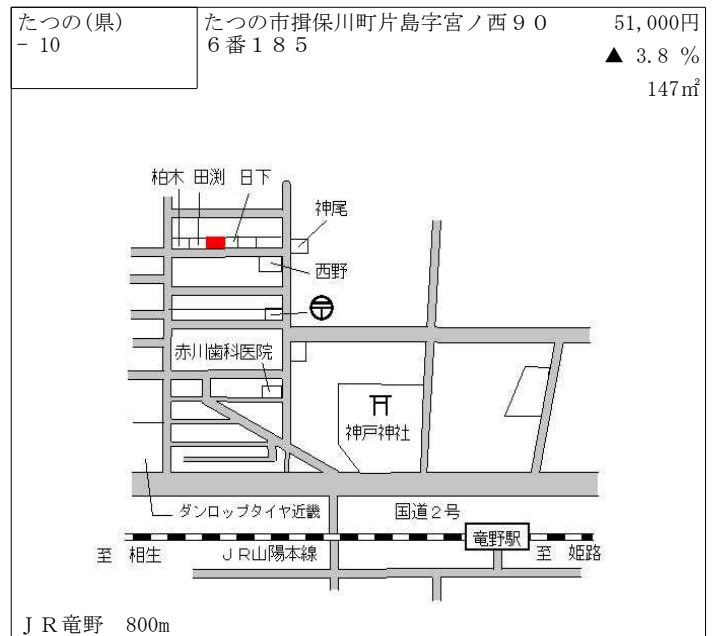 たつの(県)
- 10
たつの市揖保川町片島字宮ノ西９０
６番１８５
51,000円
▲ 3.8 %
147㎡
柏木 田渕 日下
神尾
西野
赤川歯科医院
神戸神社
ダンロップタイヤ近畿
国道２号
竜野駅
至 相生
ＪＲ山陽本線
至 姫路
ＪＲ竜野 800m